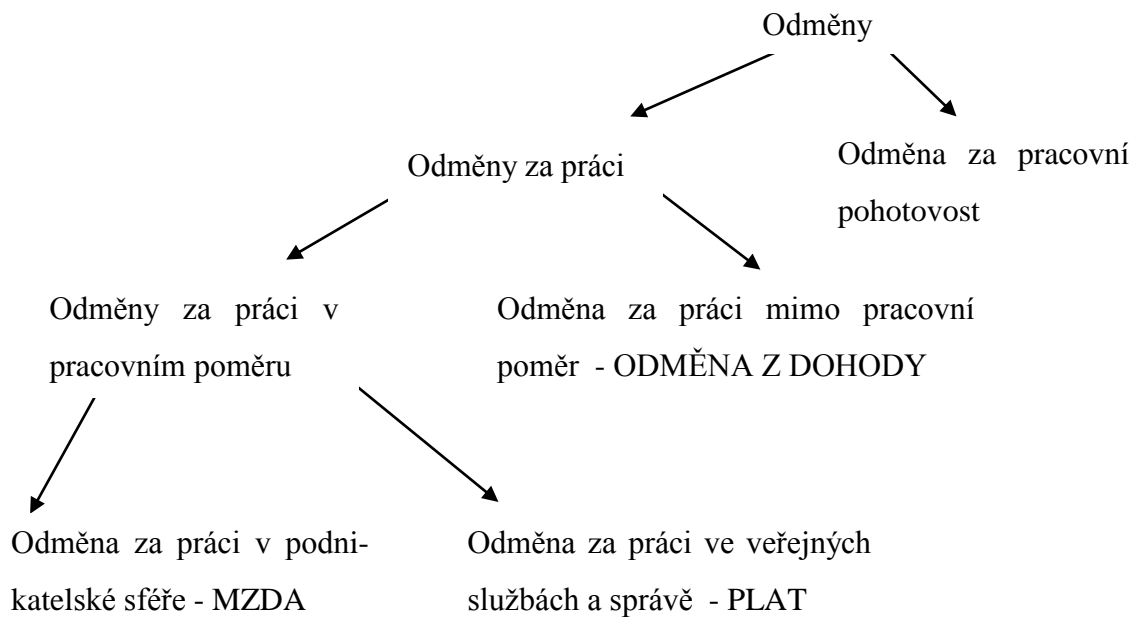 Odměny
Odměny za práci
Odměna za pracovní
pohotovost
Odměny za práci v
pracovním poměru
Odměna za práci mimo pracovní
poměr - ODMĚNA Z DOHODY
Odměna za práci v podni-
katelské sféře - MZDA
Odměna za práci ve veřejných
službách a správě - PLAT